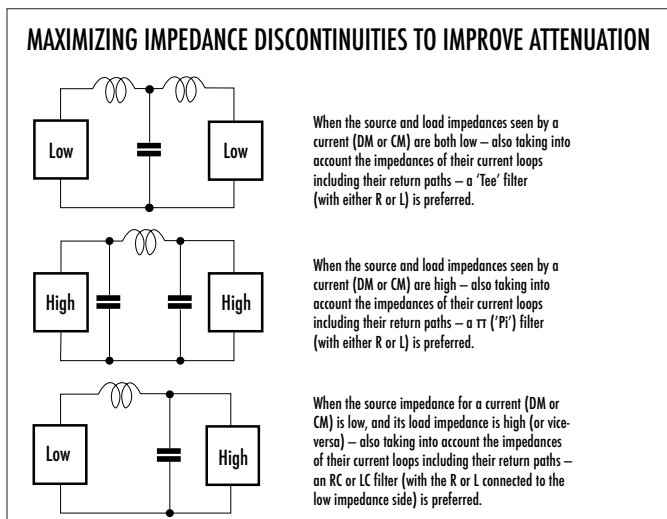 MAXIMIZING IMPEDANCE DISCONTINUITIES TO IMPROVE ATTENUATION
Low
Low
When the source and load impedances seen by a
current (DM or CM) are both low – also taking into
account the impedances of their current loops
including their return paths – a ‘Tee’ filter
(with either R or L) is preferred.
High
High
When the source and load impedances seen by a
current (DM or CM) are high – also taking into
account the impedances of their current loops
including their return paths – a π (‘Pi’) filter
(with either R or L) is preferred.
Low
High
When the source impedance for a current (DM or
CM) is low, and its load impedance is high (or vice-
versa) – also taking into account the impedances
of their current loops including their return paths –
an RC or LC filter (with the R or L connected to the
low impedance side) is preferred.